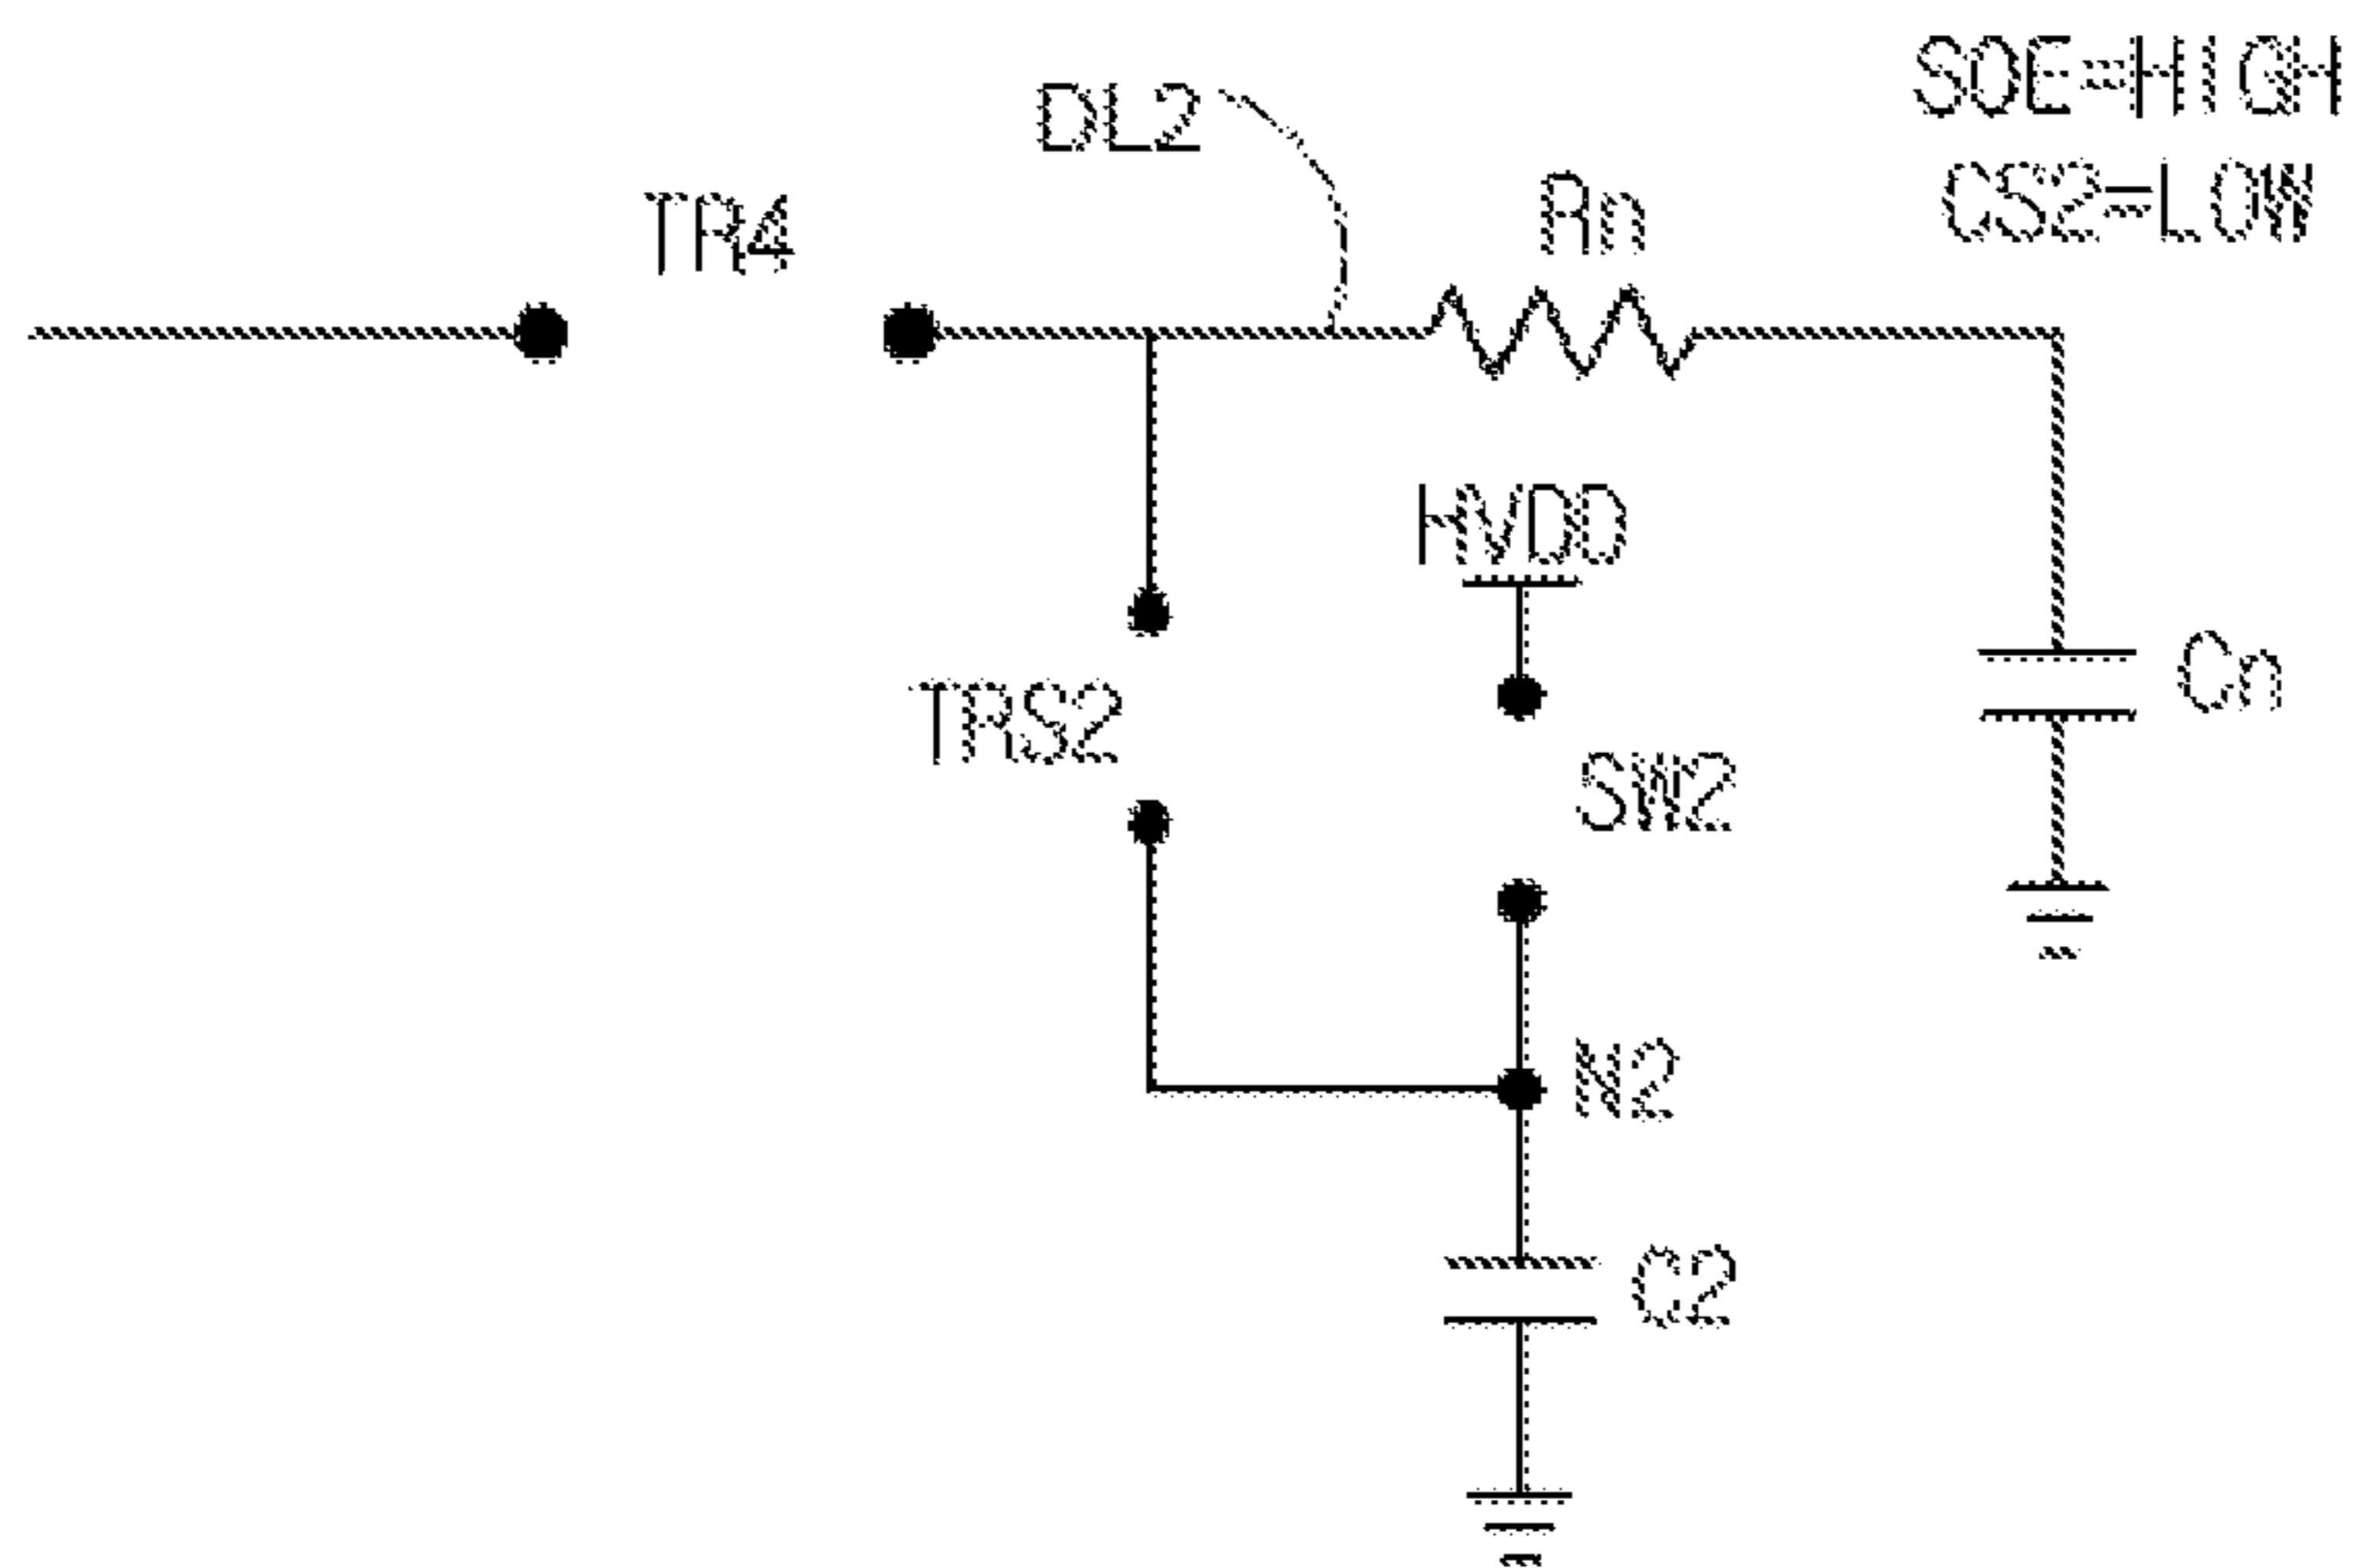 SOE=HIGH
CS2=LOW
DL2
TR4
Rn
HVDD
Cn
TRS2
SW2
N2
C2